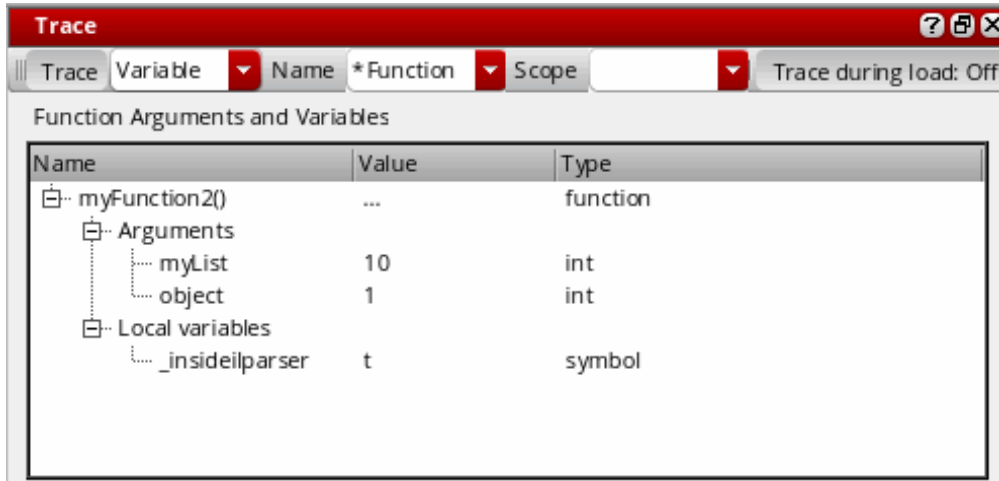 Trace
Trace Variable Name *Function Scope Trace during load: Off
Function Arguments and Variables
Name Value Type
myFunction2() ... function
Arguments
myList 10 int
object 1 int
Local variables
_insideilparser t symbol